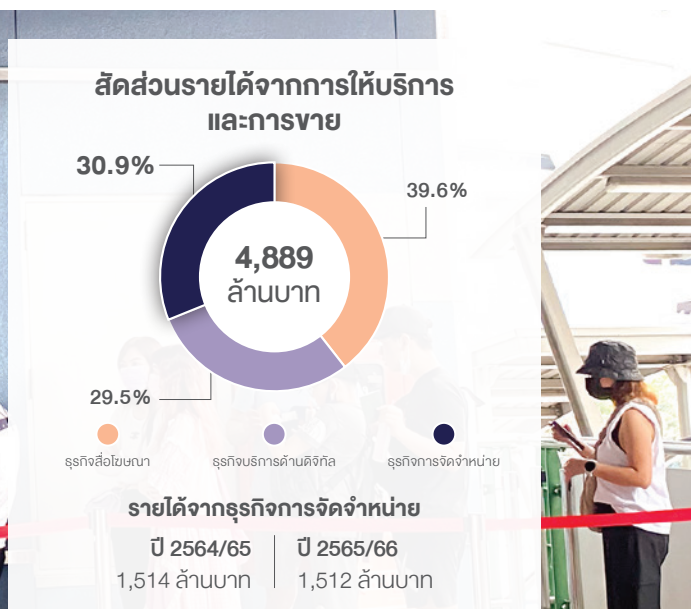 สัดส่วนรายได้จากการให้บริการ
และการขาย
30.9%
39.6%
4,889
ล้านบาท
29.5%
ธุรกิจสื่อโฆษณา
ธุรกิจบริการด้านดิจิทัล
ธุรกิจการจัดจำหน่าย
รายได้จากธุรกิจการจัดจำหน่าย
ปี 2564/65
ปี 2565/66
1,514 ล้านบาท
1,512 ล้านบาท